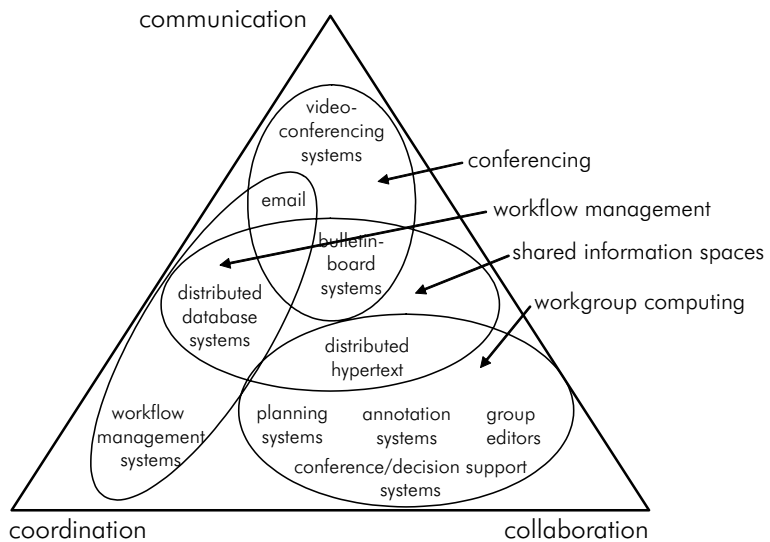 communication
video-
conferencing
systems
conferencing
email
workflow management
bulletin-
board
systems
shared information spaces
distributed
database
systems
workgroup computing
distributed
hypertext
workflow
management
systems
planning
systems
annotation
systems
group
editors
conference/decision support
systems
coordination
collaboration